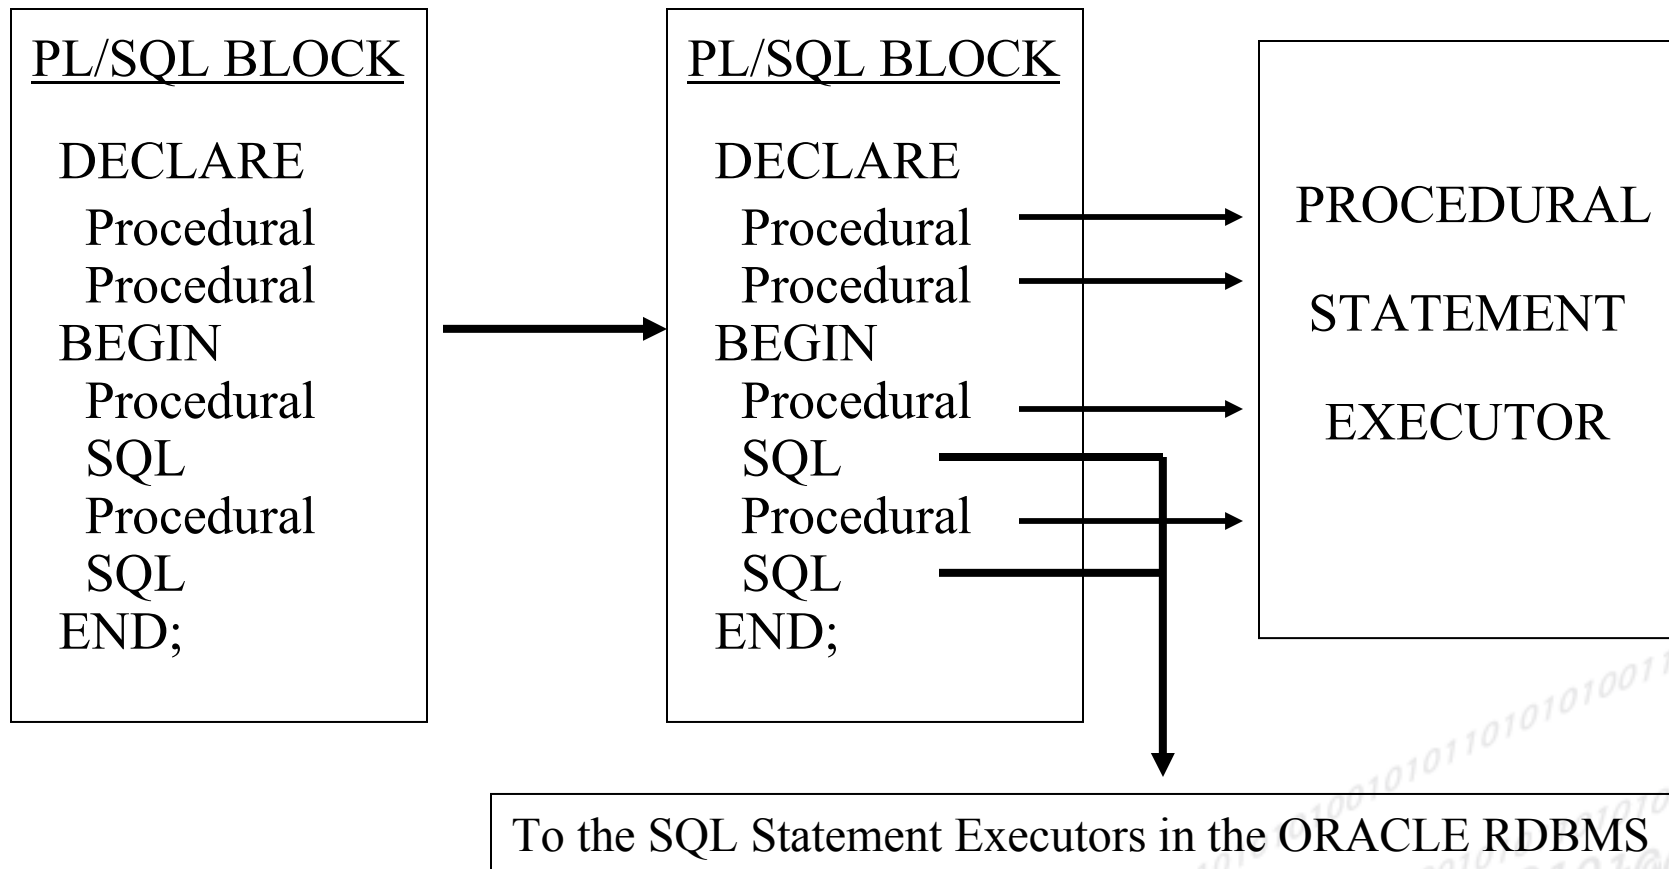 PL/SQL BLOCK
DECLARE
Procedural
Procedural
BEGIN
Procedural
SQL
Procedural
SQL
END;
PL/SQL BLOCK
DECLARE
Procedural
Procedural
BEGIN
Procedural
SQL
Procedural
SQL
END;
PROCEDURAL
STATEMENT
EXECUTOR
To the SQL Statement Executors in the ORACLE RDBMS